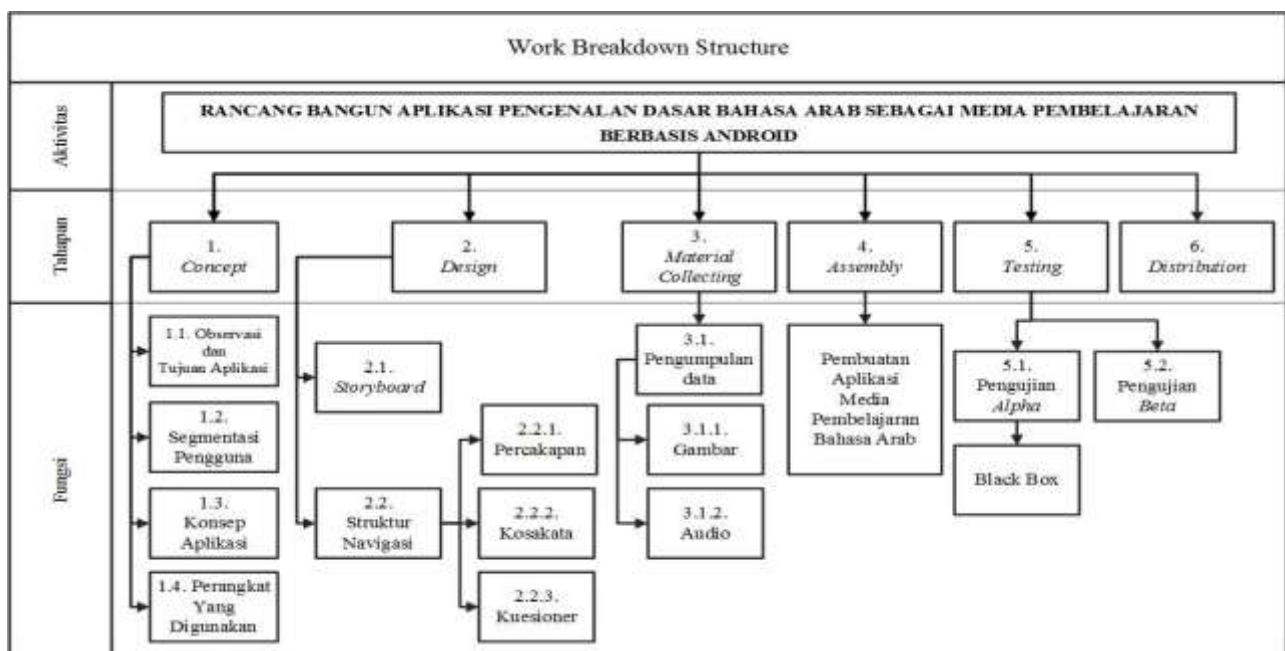 Work Breakdown Structure
Aktivitas
RANCANG BANGUN APLIKASI PENGENALAN DASAR BAHASA ARAB SEBAGAI MEDIA PEMBELAJARAN
BERBASIS ANDROID
Tahapan
1.
Concept
2.
Design
3.
Material
Collecting
4.
Assembly
5.
Testing
6.
Distribution
Fungsi
1.1. Observasi
dan
Tujuan Aplikasi
1.2.
Segmentasi
Pengguna
1.3.
Konsep
Aplikasi
1.4. Perangkat
Yang
Digunakan
2.1.
Storyboard
2.2.
Struktur
Navigasi
2.2.1.
Percakapan
2.2.2.
Kosakata
2.2.3.
Kuesioner
3.1.
Pengumpulan
data
3.1.1.
Gambar
3.1.2.
Audio
Pembuatan
Aplikasi
Media
Pembelajaran
Bahasa Arab
5.1.
Pengujian
Alpha
Black Box
5.2.
Pengujian
Beta